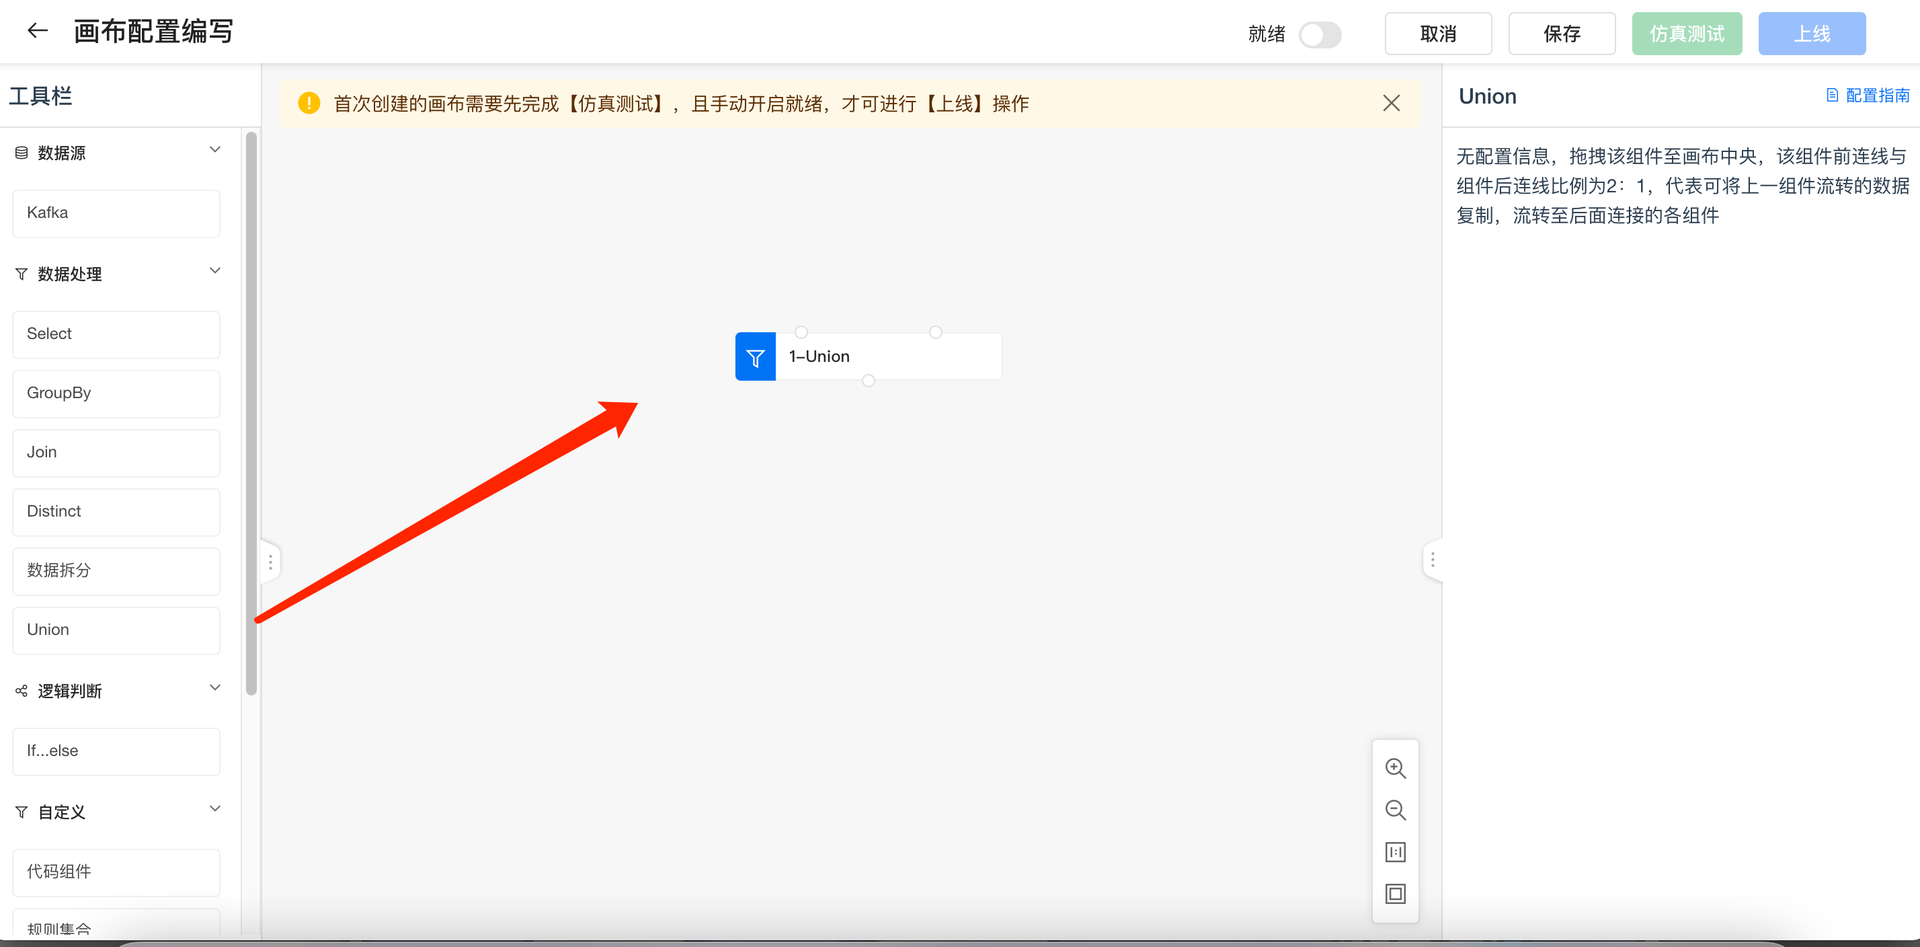 画布配置编写
就绪
取消
保存
仿真测试
上线
工具栏
数据源
Kafka
数据处理
Select
GroupBy
Join
Distinct
数据拆分
Union
逻辑判断
If...else
自定义
代码组件
规则集合
首次创建的画布需要先完成【仿真测试】，且手动开启就绪，才可进行【上线】操作
1-Union
Union
配置指南
无配置信息，拖拽该组件至画布中央，该组件前连线与
组件后连线比例为2：1，代表可将上一组件流转的数据
复制，流转至后面连接的各组件